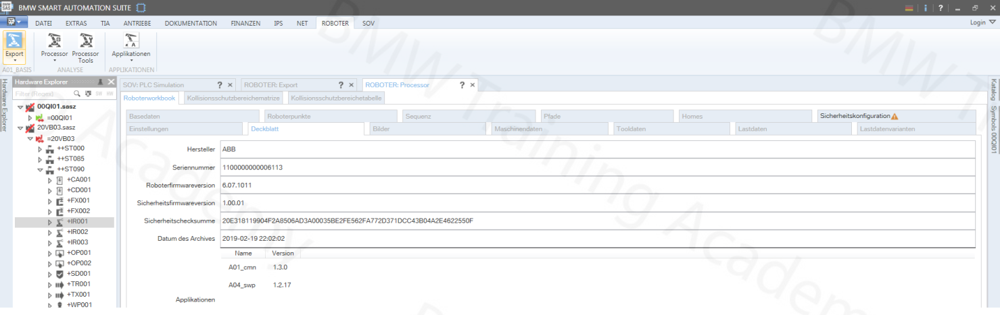 BMW SAS BMW SMART AUTOMATION SUITE
i ?
DATEI EXTRAS TIA ANTRIEBE DOKUMENTATION FINANZEN IPS NET ROBOTER SOV Login
Export Processor Processor Tools Applikationen
A01_BASIS ANALYSE APPLIKATIONEN
Hardware Explorer
Hardware Explorer
Filter (Regex) SW HW
00QI01.sasz
=00QI01
20VB03.sasz
=20VB03
++ST000
++ST085
++ST090
+CA001
+CD001
+FX001
+FX002
+IR001
+IR002
+IR003
+OP001
+OP002
+SD001
+TR001
+TX001
+WP001
SOV: PLC Simulation ? × ROBOTER: Export ? × ROBOTER: Processor ? ×
Roboterworkbook Kollisionsschutzbereichematrize Kollisionsschutzbereichetabelle
Basedaten Roboterpunkte Sequenz Pfade Homes Sicherheitskonfiguration
Einstellungen Deckblatt Bilder Maschinendaten Tooldaten Lastdaten Lastdatenvarianten
Hersteller ABB
Seriennummer 1100000000006113
Roboterfirmwareversion 6.07.1011
Sicherheitsfirmwareversion 1.00.01
Sicherheitschecksumme 20E318119904F2A8506AD3A00035BE2FE562FA772D371DCC43B04A2E4622550F
Datum des Archives 2019-02-19 22:02:02
Name Version
A01_cmn 1.3.0
A04_swp 1.2.17
Applikationen
Katalog
Symbols 00QI01
BMW Training Academy